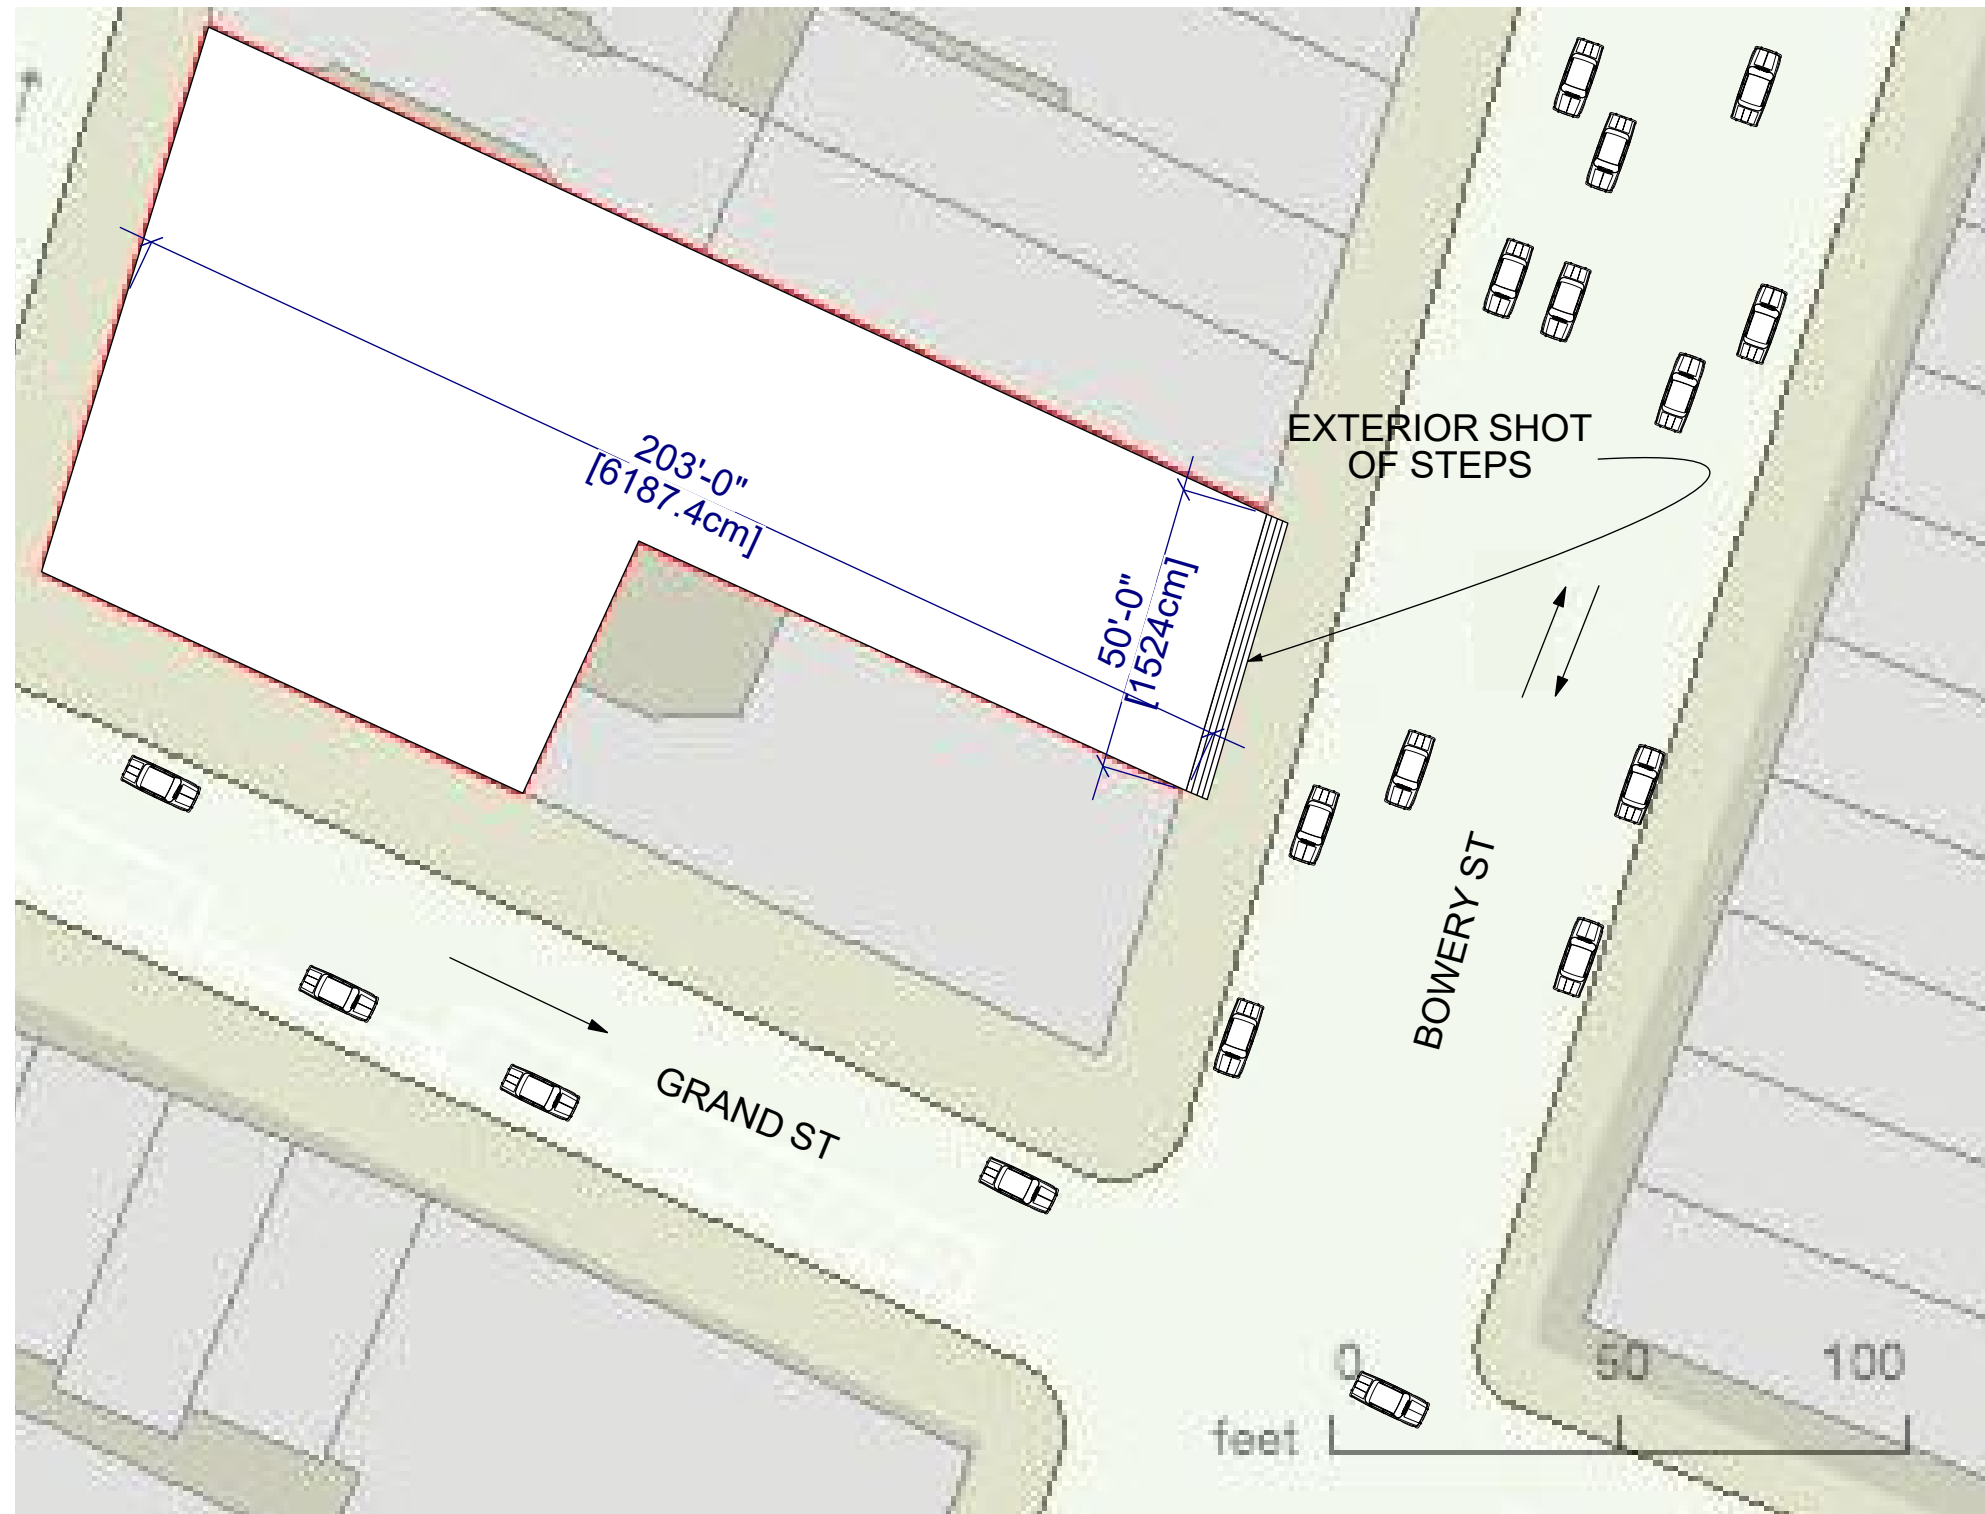 EXTERIOR SHOT
OF STEPS
203'-0"
[6187.4cm]
50'-0"
[1524cm]
BOWERY ST
GRAND ST
0 50 100
feet